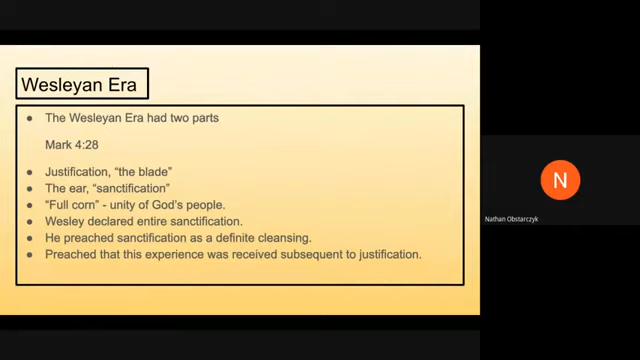 Wesleyan Era
● The Wesleyan Era had two parts
Mark 4:28
● Justification, “the blade”
● The ear, “sanctification”
● “Full corn” - unity of God’s people.
● Wesley declared entire sanctification.
● He preached sanctification as a definite cleansing.
● Preached that this experience was received subsequent to justification.
N
Nathan Obstarczyk